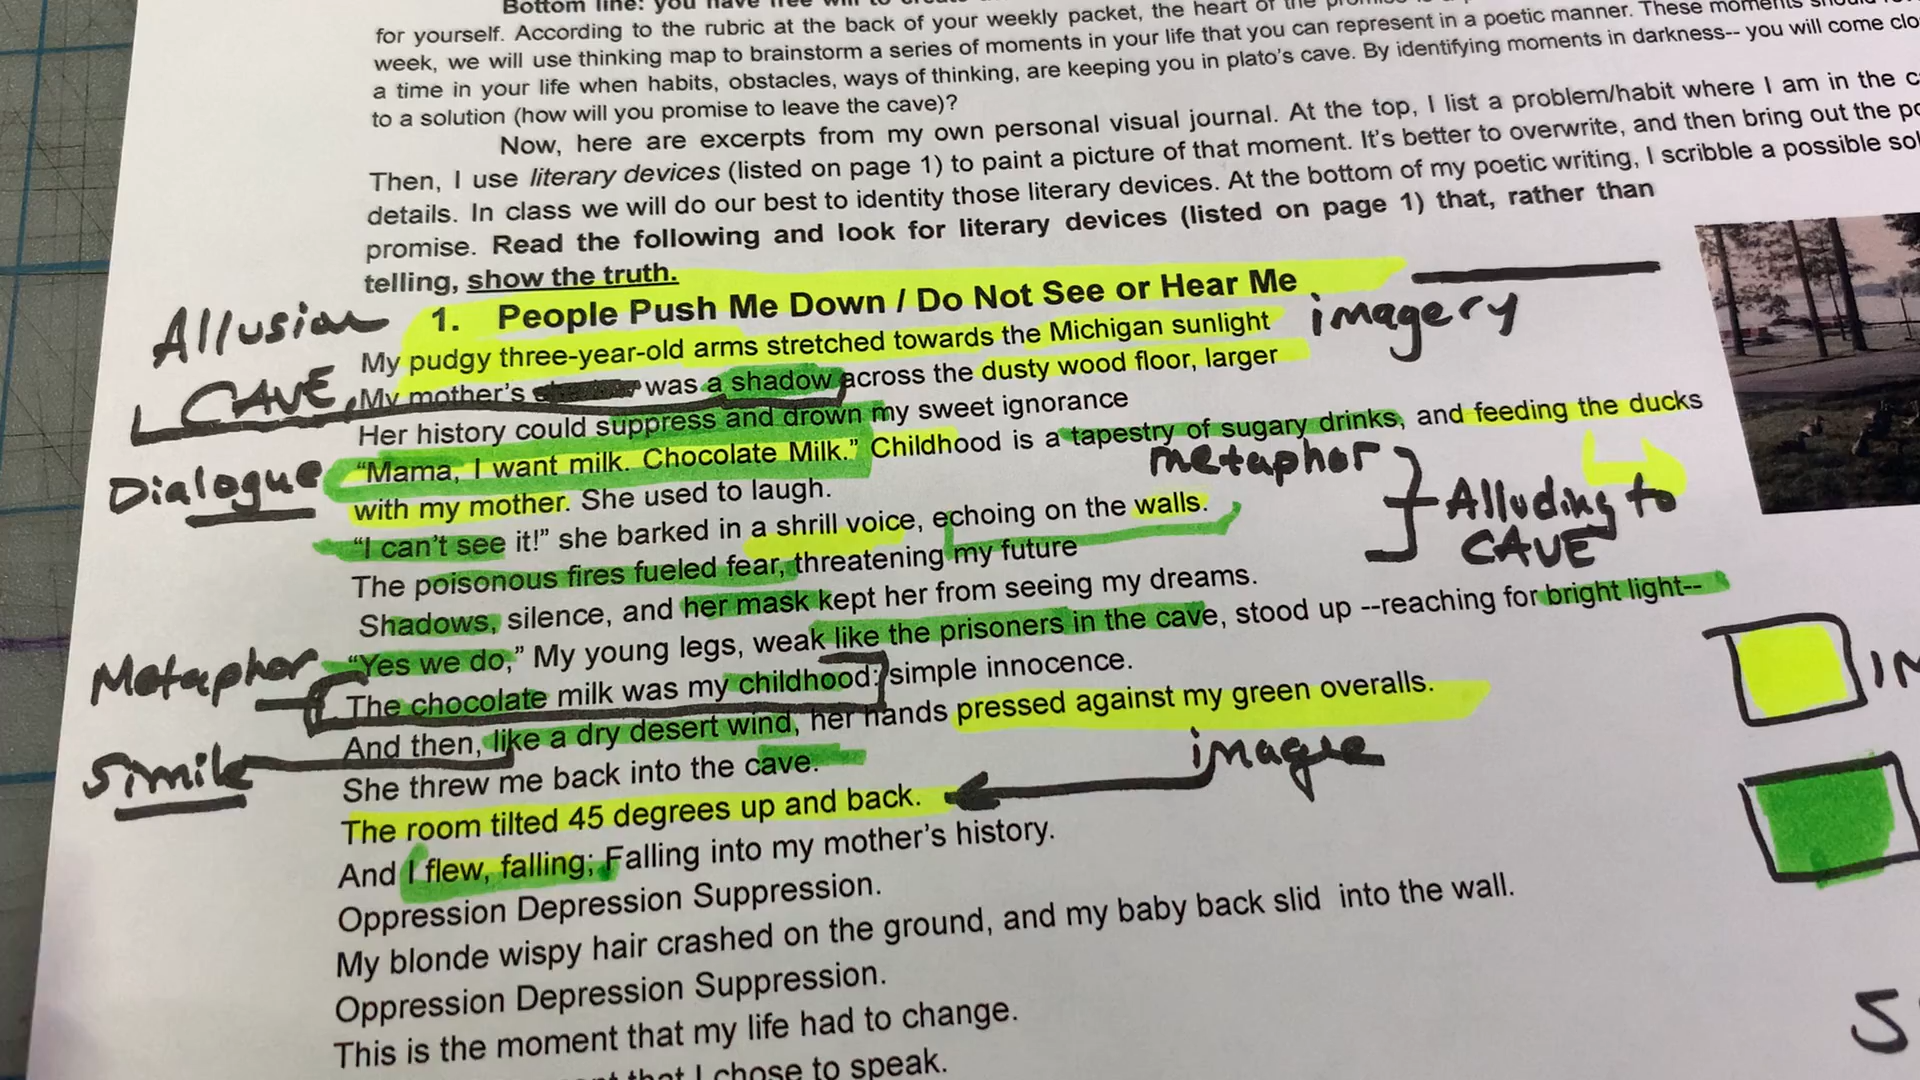 Bottom line: you have free will to
for yourself. According to the rubric at the back of your weekly packet, the heart of the
week, we will use thinking map to brainstorm a series of moments in your life that you can represent in a poetic manner. These moments should
a time in your life when habits, obstacles, ways of thinking, are keeping you in plato's cave. By identifying moments in darkness-- you will come
to a solution (how will you promise to leave the cave)?
Now, here are excerpts from my own personal visual journal. At the top, I list a problem/habit where I am in the
Then, I use literary devices (listed on page 1) to paint a picture of that moment. It's better to overwrite, and then bring out the
details. In class we will do our best to identity those literary devices. At the bottom of my poetic writing, I scribble a possible
promise. Read the following and look for literary devices (listed on page 1) that, rather than
telling, show the truth.
Allusion
1. People Push Me Down / Do Not See or Hear Me
imagery
My pudgy three-year-old arms stretched towards the Michigan sunlight
CAVE
My mother's was a shadow across the dusty wood floor, larger
Her history could suppress and drown my sweet ignorance
Dialogue
"Mama, I want milk. Chocolate Milk." Childhood is a tapestry of sugary drinks, and feeding the ducks
metaphor
with my mother. She used to laugh.
Alluding to
CAVE
"I can't see it!" she barked in a shrill voice, echoing on the walls.
The poisonous fires fueled fear, threatening my future
Shadows, silence, and her mask kept her from seeing my dreams.
Metaphor
"Yes we do," My young legs, weak like the prisoners in the cave, stood up --reaching for bright light--
The chocolate milk was my childhood: simple innocence.
Simile
And then, like a dry desert wind, her hands pressed against my green overalls.
She threw me back into the cave.
image
The room tilted 45 degrees up and back.
And I flew, falling; Falling into my mother's history.
Oppression Depression Suppression.
My blonde wispy hair crashed on the ground, and my baby back slid into the wall.
Oppression Depression Suppression.
This is the moment that my life had to change.
that I chose to speak.